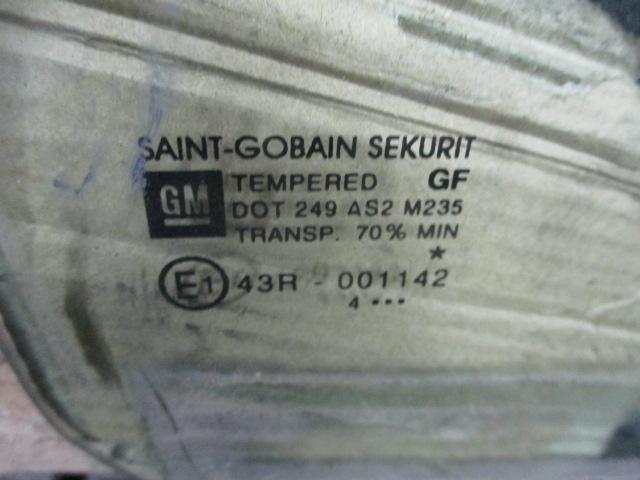 SAINT-GOBAIN SEKURIT
GM TEMPERED GF
DOT 249 AS2 M235
TRANSP. 70% MIN
*
E1 43R - 001142
4 •••